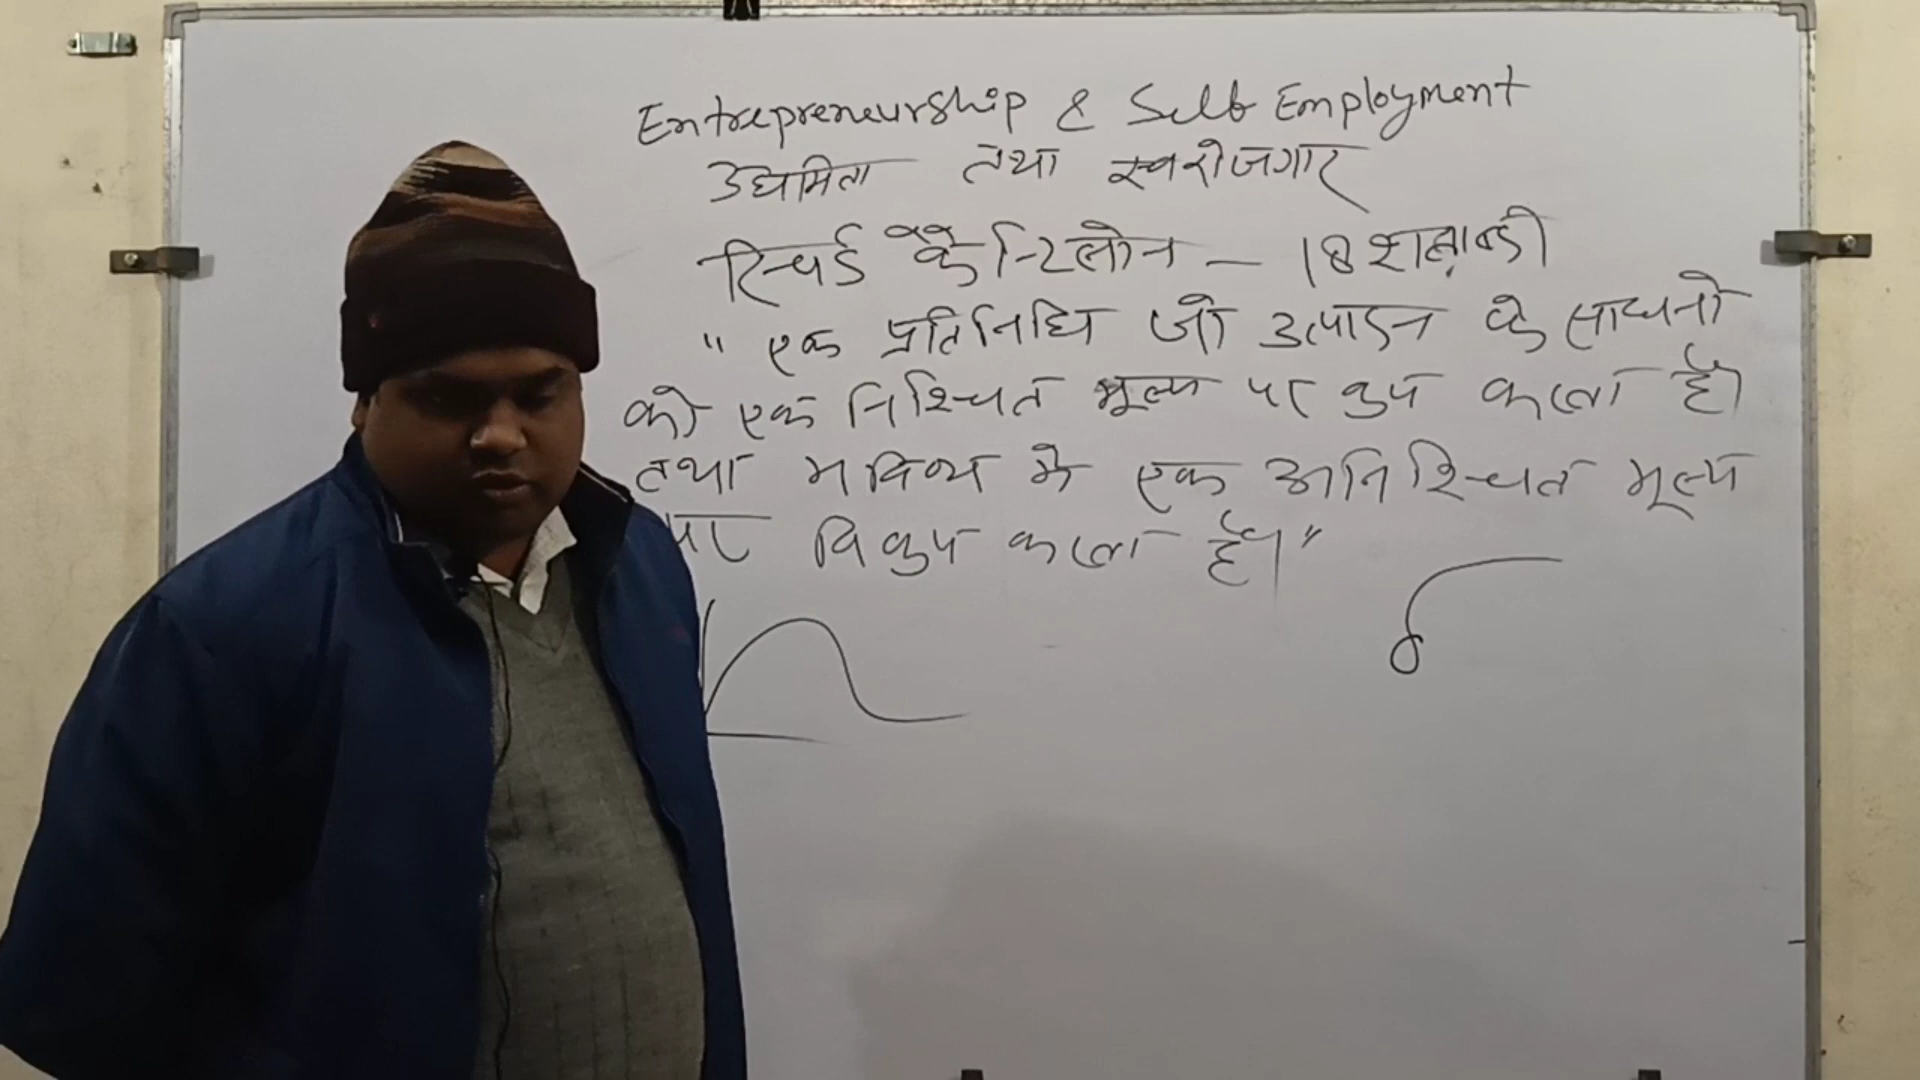 Entrepreneurship & Self Employment
उद्यमिता तथा स्वरोजगार
रिचर्ड कैन्टिलोन - 18 शताब्दी
" एक प्रतिनिधि जो उत्पादन के साधनो
को एक निश्चित मूल्य पर क्रय करता है।
तथा भविष्य मे एक अनिश्चित मूल्य
पर विक्रय करता है। "